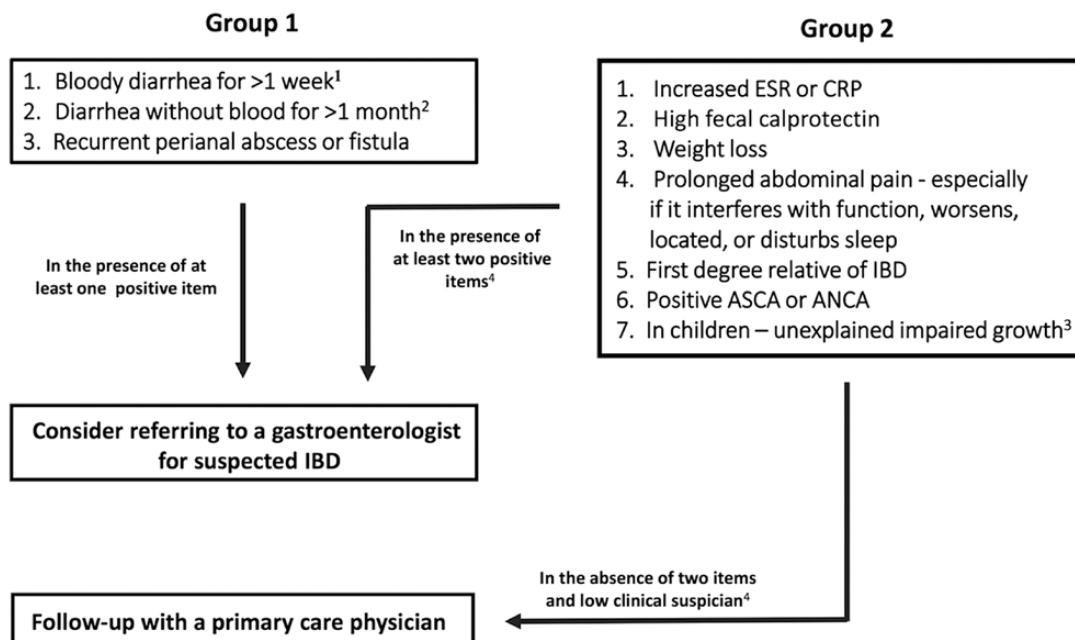 Group 1
1. Bloody diarrhea for >1 week¹
2. Diarrhea without blood for >1 month²
3. Recurrent perianal abscess or fistula
Group 2
1. Increased ESR or CRP
2. High fecal calprotectin
3. Weight loss
4. Prolonged abdominal pain - especially
if it interferes with function, worsens,
located, or disturbs sleep
5. First degree relative of IBD
6. Positive ASCA or ANCA
7. In children – unexplained impaired growth³
In the presence of at
least one positive item
In the presence of
at least two positive
items⁴
Consider referring to a gastroenterologist
for suspected IBD
In the absence of two items
and low clinical suspicion⁴
Follow-up with a primary care physician